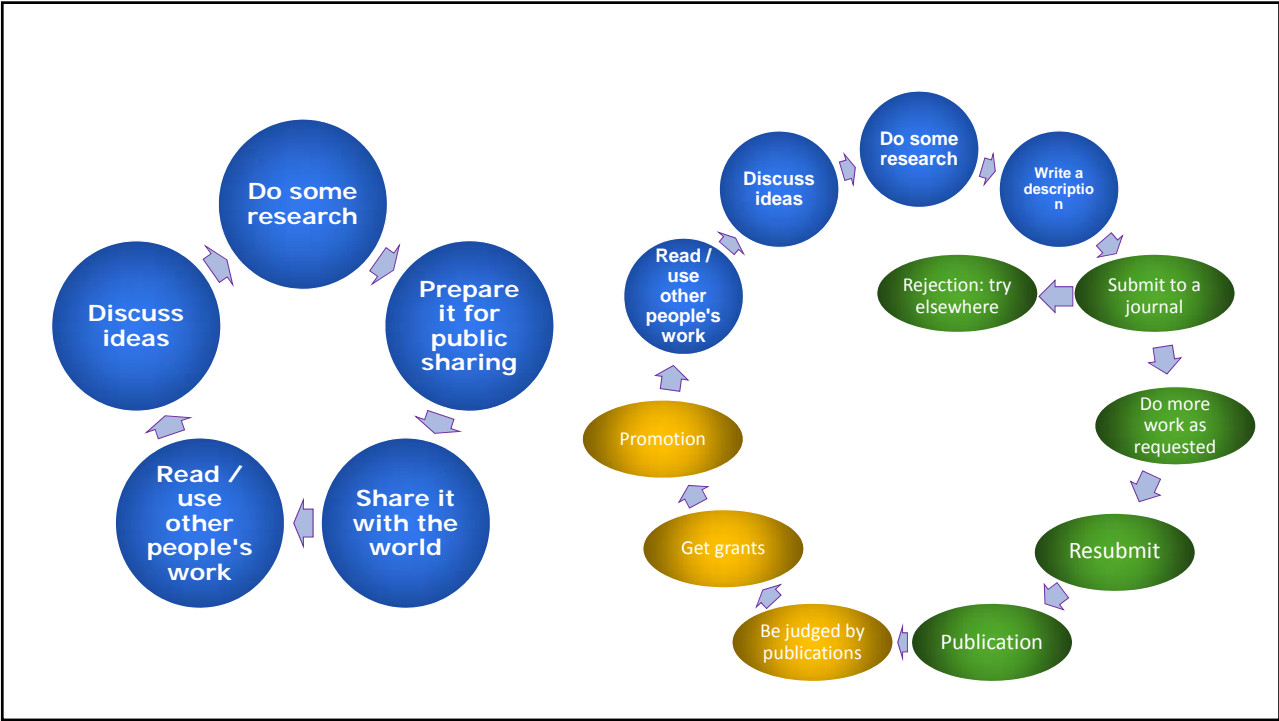 Do some
research
Prepare
it for
public
sharing
Share it
with the
world
Read /
use
other
people's
work
Discuss
ideas
Do some
research
Write a
descriptio
n
Submit to a
journal
Rejection: try
elsewhere
Do more
work as
requested
Resubmit
Publication
Be judged by
publications
Get grants
Promotion
Read /
use
other
people's
work
Discuss
ideas